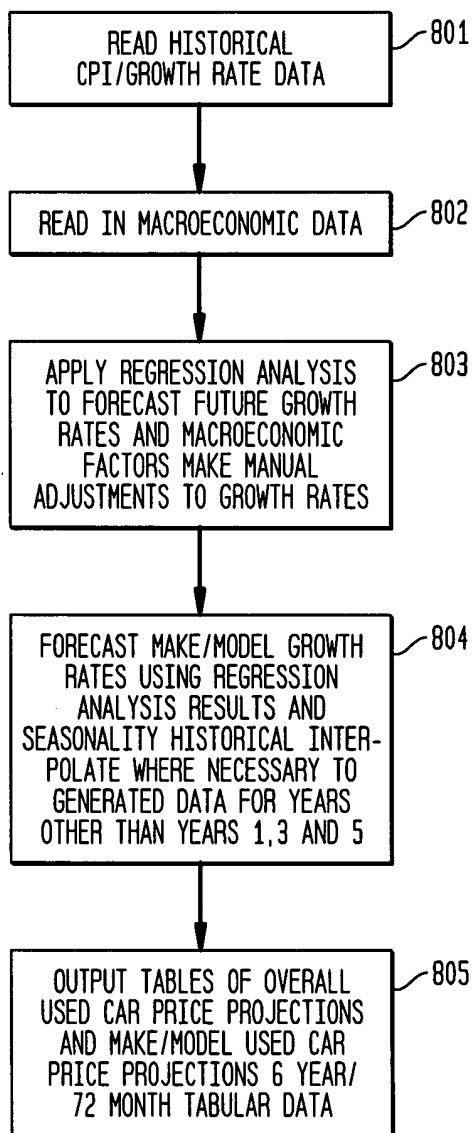 READ HISTORICAL
CPI/GROWTH RATE DATA
801
READ IN MACROECONOMIC DATA
802
APPLY REGRESSION ANALYSIS
TO FORECAST FUTURE GROWTH
RATES AND MACROECONOMIC
FACTORS MAKE MANUAL
ADJUSTMENTS TO GROWTH RATES
803
FORECAST MAKE/MODEL GROWTH
RATES USING REGRESSION
ANALYSIS RESULTS AND
SEASONALITY HISTORICAL INTER-
POLATE WHERE NECESSARY TO
GENERATED DATA FOR YEARS
OTHER THAN YEARS 1,3 AND 5
804
OUTPUT TABLES OF OVERALL
USED CAR PRICE PROJECTIONS
AND MAKE/MODEL USED CAR
PRICE PROJECTIONS 6 YEAR/
72 MONTH TABULAR DATA
805